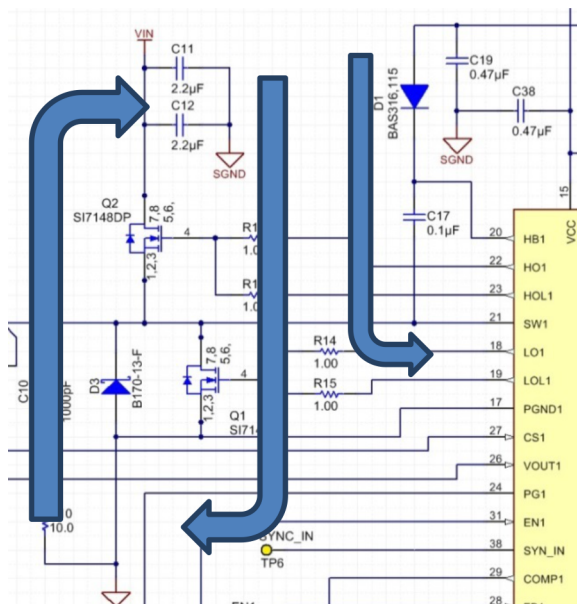 VIN
C11
2.2µF
C12
2.2µF
SGND
D1
BAS316,115
C19
0.47µF
C38
0.47µF
SGND
15
VCC
Q2
SI7148DP
7,8
5,6,
4
1,2,3
C17
0.1µF
20
HB1
22
HO1
23
HOL1
21
SW1
18
LO1
19
LOL1
17
PGND1
27
CS1
26
VOUT1
24
PG1
31
EN1
38
SYN_IN
29
COMP1
28
R14
1.00
R15
1.00
7,8
5,6,
4
1,2,3
Q1
D3
B170-13-F
C10
1000pF
10.0
SYNC_IN
TP6